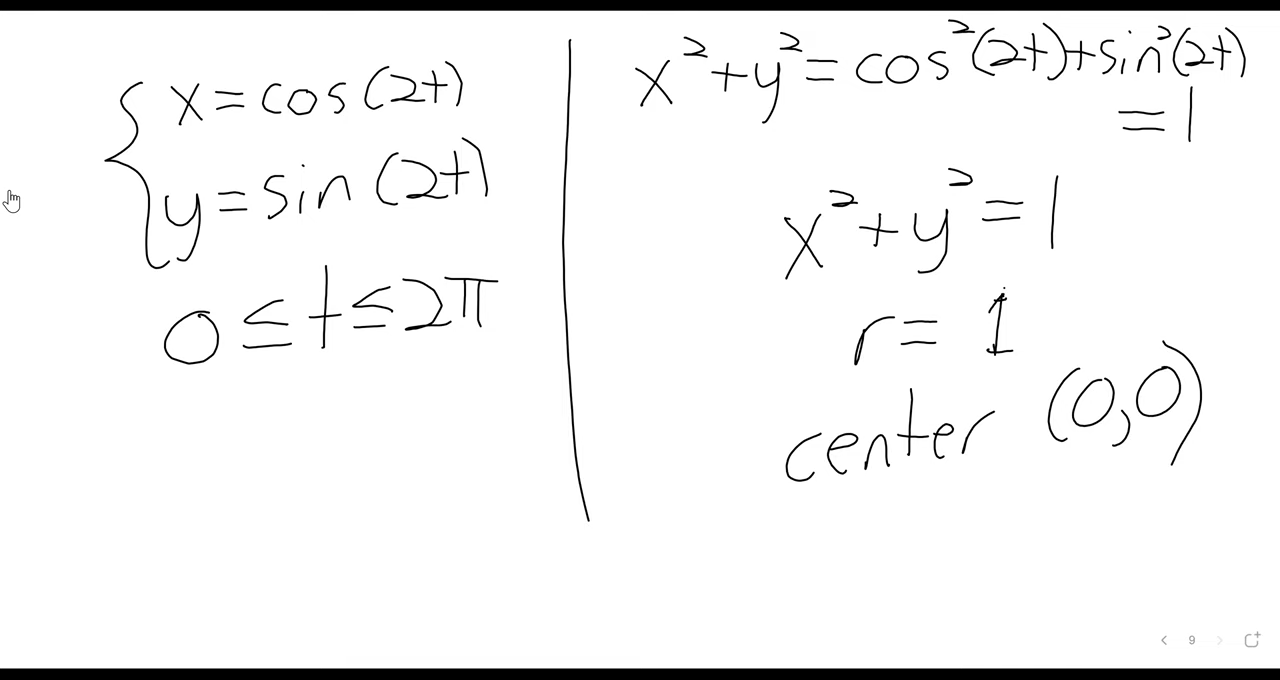 x = cos(2t)
y = sin(2t)
0 ≤ t ≤ 2π
x² + y² = cos²(2t) + sin²(2t)
= 1
x² + y² = 1
r = 1
center (0,0)
9